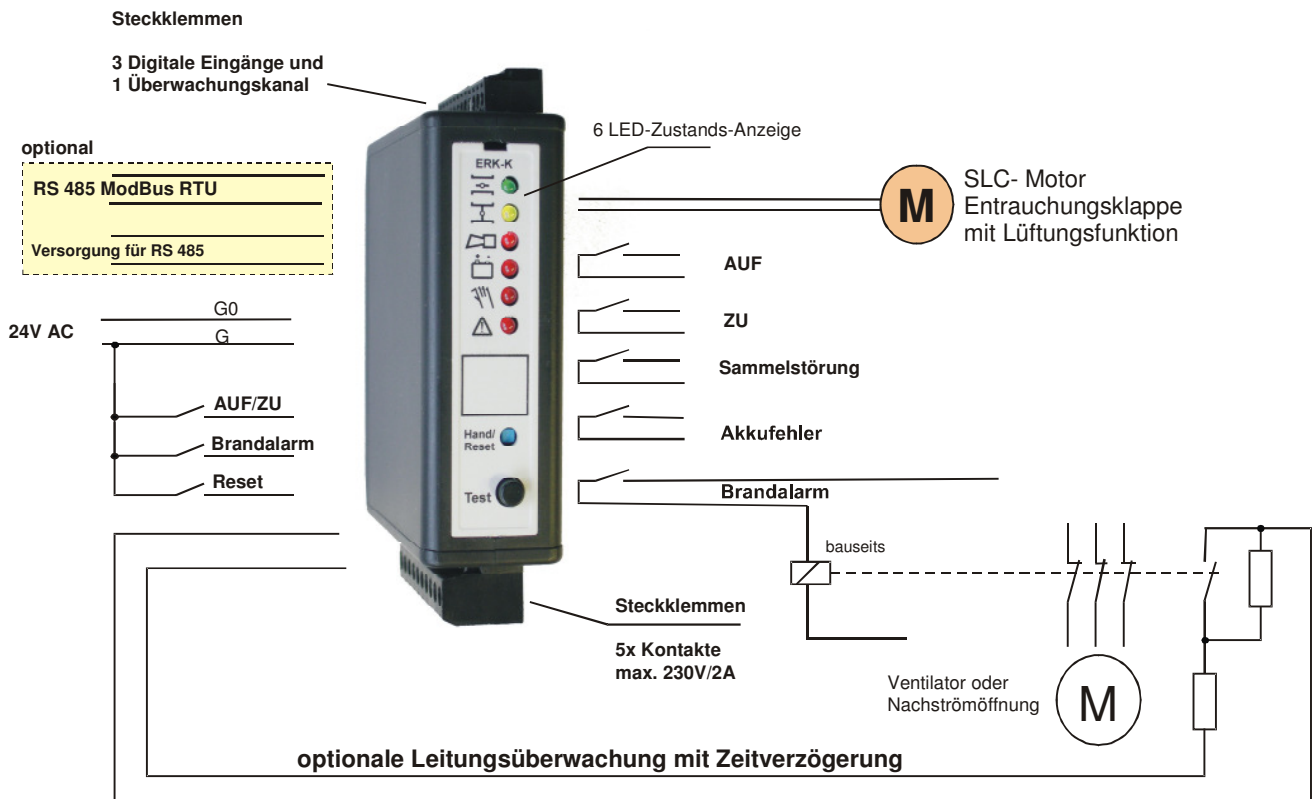 Steckklemmen
3 Digitale Eingänge und
1 Überwachungskanal
optional
RS 485 ModBus RTU
Versorgung für RS 485
24V AC
G0
G
AUF/ZU
Brandalarm
Reset
6 LED-Zustands-Anzeige
ERK-K
Hand/
Reset
Test
M
SLC- Motor
Entrauchungsklappe
mit Lüftungsfunktion
AUF
ZU
Sammelstörung
Akkufehler
Brandalarm
bauseits
Steckklemmen
5x Kontakte
max. 230V/2A
Ventilator oder
Nachströmöffnung
M
optionale Leitungsüberwachung mit Zeitverzögerung